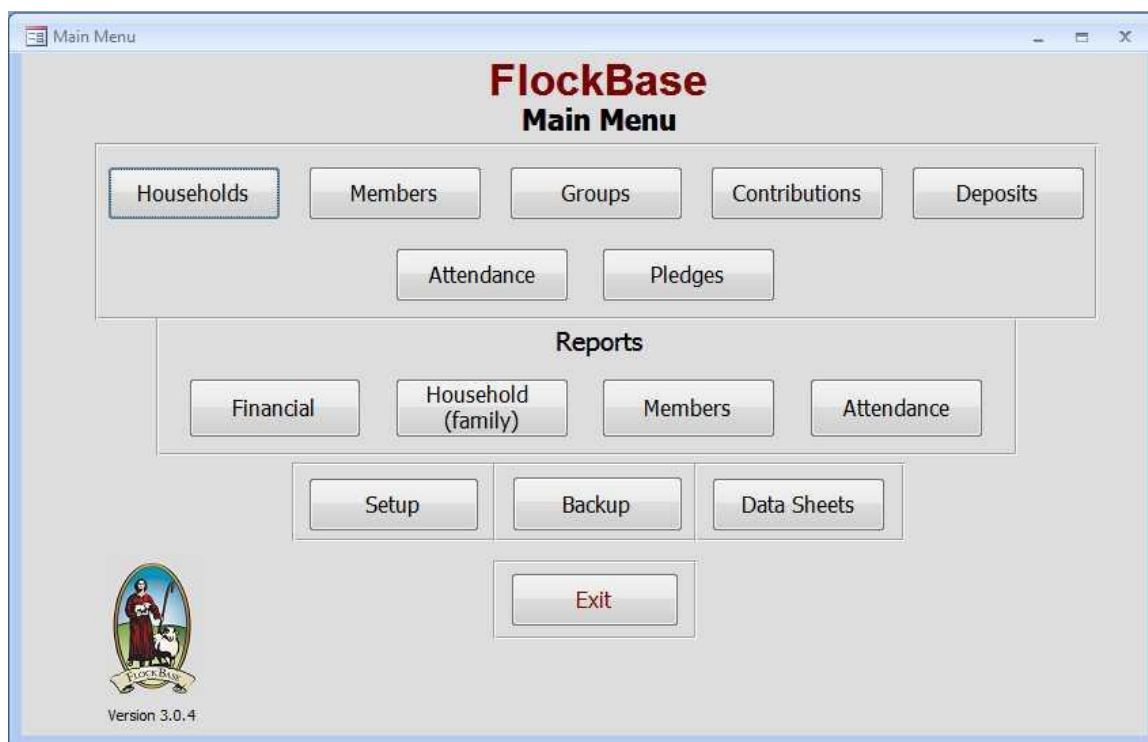 Main Menu
FlockBase
Main Menu
Households Members Groups Contributions Deposits
Attendance Pledges
Reports
Financial Household (family) Members Attendance
Setup Backup Data Sheets
Exit
FLOCKBASE
Version 3.0.4